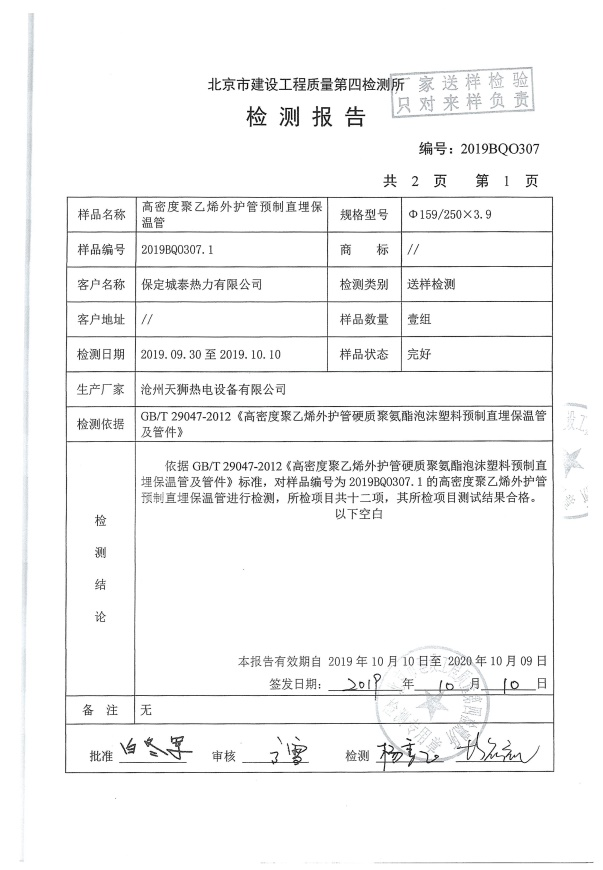 北京市建设工程质量第四检测所
厂家送样检验
只对来样负责
检测报告
编号：2019BQO307
共 2 页 第 1 页
样品名称 高密度聚乙烯外护管预制直埋保温管 规格型号 Φ159/250×3.9
样品编号 2019BQO307.1 商标 //
客户名称 保定城泰热力有限公司 检测类别 送样检测
客户地址 // 样品数量 壹组
检测日期 2019.09.30 至 2019.10.10 样品状态 完好
生产厂家 沧州天狮热电设备有限公司
检测依据 GB/T 29047-2012《高密度聚乙烯外护管硬质聚氨酯泡沫塑料预制直埋保温管
及管件》
检测结论
依据 GB/T 29047-2012《高密度聚乙烯外护管硬质聚氨酯泡沫塑料预制直
埋保温管及管件》标准，对样品编号为 2019BQO307.1 的高密度聚乙烯外护管
预制直埋保温管进行检测，所检项目共十二项，其所检项目测试结果合格。
以下空白
本报告有效期自 2019 年 10 月 10 日至 2020 年 10 月 09 日
签发日期： 2019 年 10 月 10 日
备 注 无
批准 审核 检测